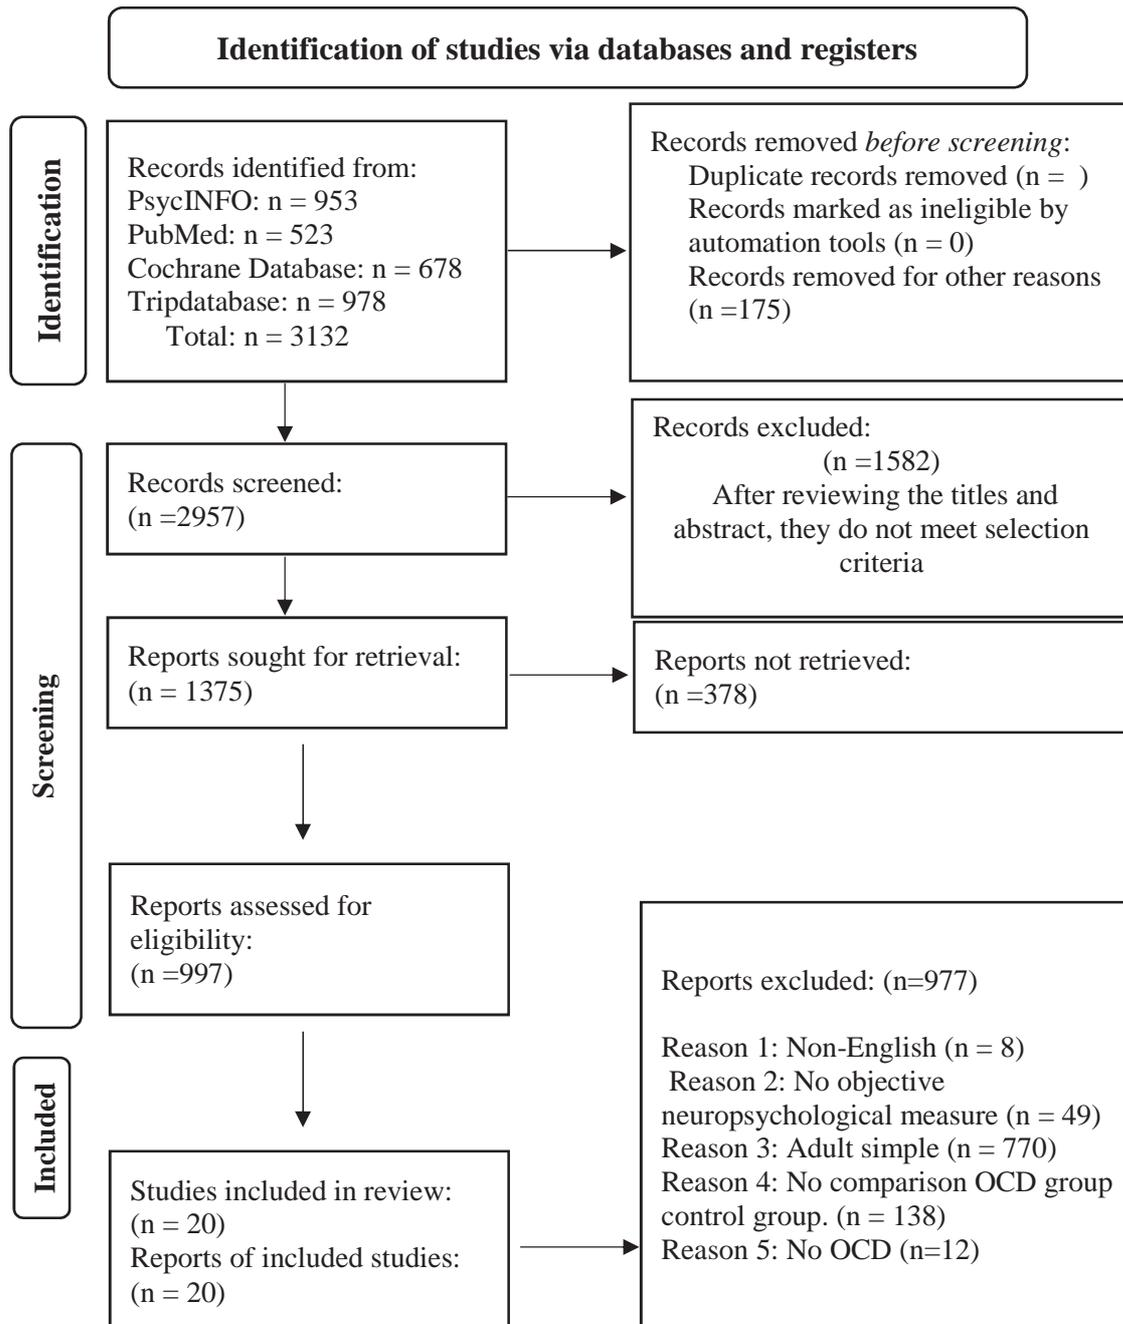 Identification of studies via databases and registers
Identification
Records identified from:
PsycINFO: n = 953
PubMed: n = 523
Cochrane Database: n = 678
Tripdatabase: n = 978
Total: n = 3132
Records removed before screening:
Duplicate records removed (n =  )
Records marked as ineligible by
automation tools (n = 0)
Records removed for other reasons
(n =175)
Screening
Records screened:
(n =2957)
Records excluded:
(n =1582)
After reviewing the titles and
abstract, they do not meet selection
criteria
Reports sought for retrieval:
(n = 1375)
Reports not retrieved:
(n =378)
Reports assessed for
eligibility:
(n =997)
Reports excluded: (n=977)
Reason 1: Non-English (n = 8)
Reason 2: No objective
neuropsychological measure (n = 49)
Reason 3: Adult simple (n = 770)
Reason 4: No comparison OCD group
control group. (n = 138)
Reason 5: No OCD (n=12)
Included
Studies included in review:
(n = 20)
Reports of included studies:
(n = 20)